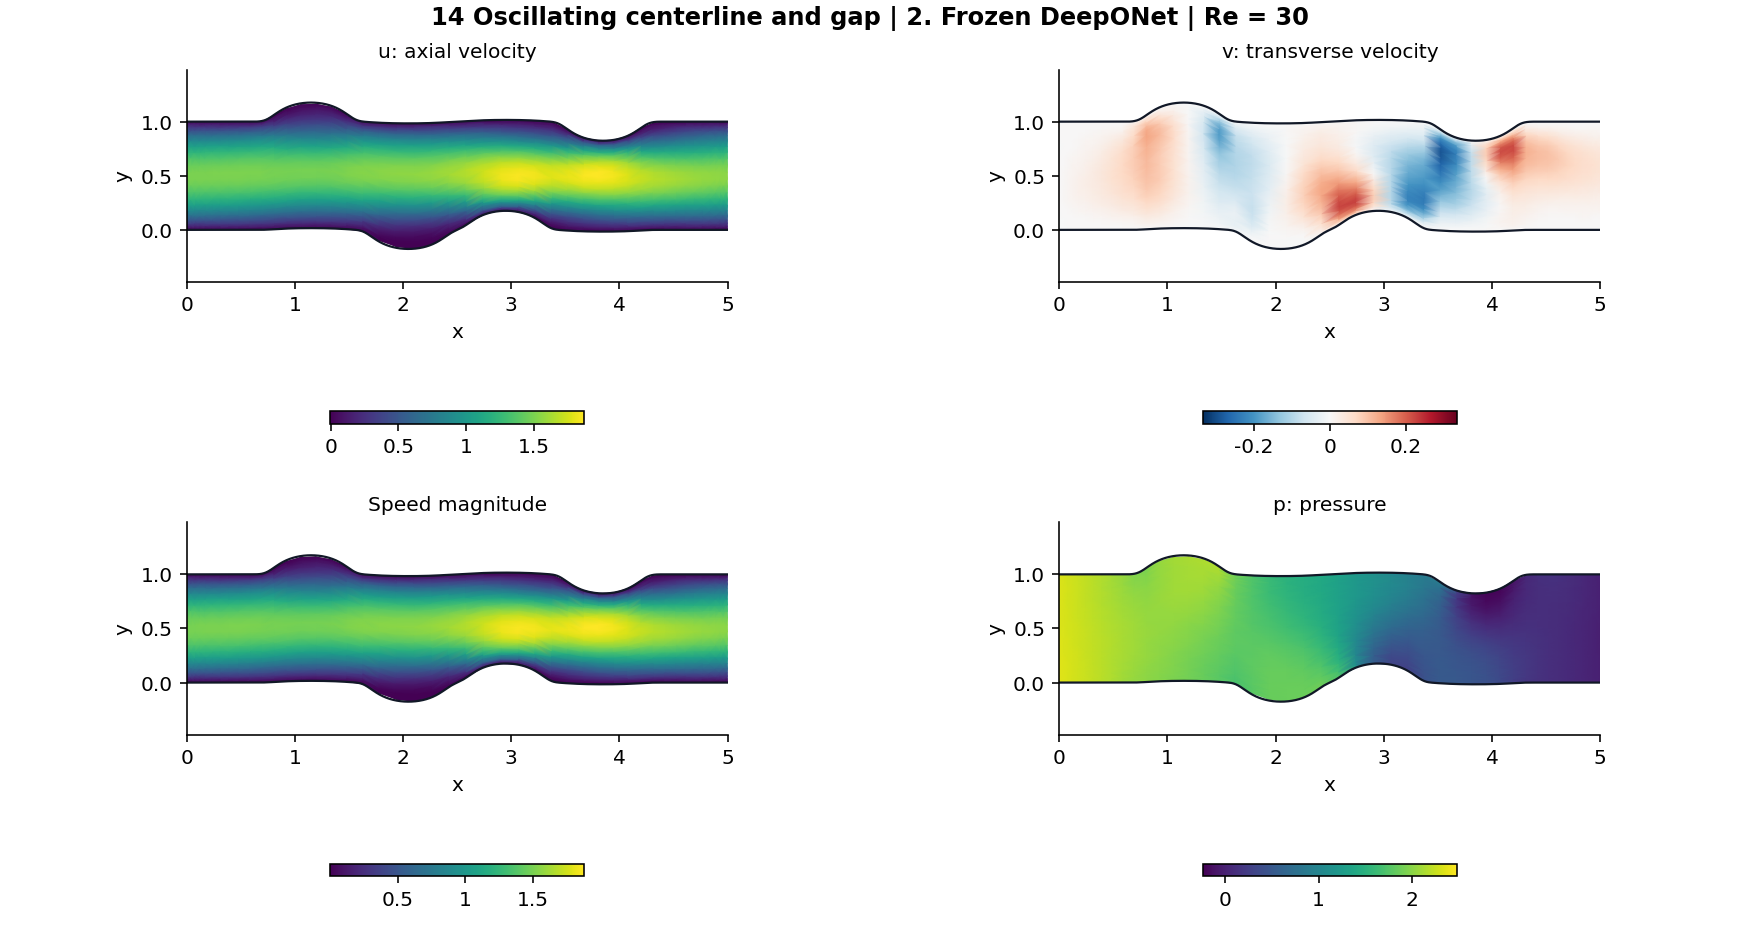 14 Oscillating centerline and gap | 2. Frozen DeepONet | Re = 30
u: axial velocity
1.0
0.5
0.0
y
0 1 2 3 4 5
x
0 0.5 1 1.5
v: transverse velocity
1.0
0.5
0.0
y
0 1 2 3 4 5
x
-0.2 0 0.2
Speed magnitude
1.0
0.5
0.0
y
0 1 2 3 4 5
x
0.5 1 1.5
p: pressure
1.0
0.5
0.0
y
0 1 2 3 4 5
x
0 1 2